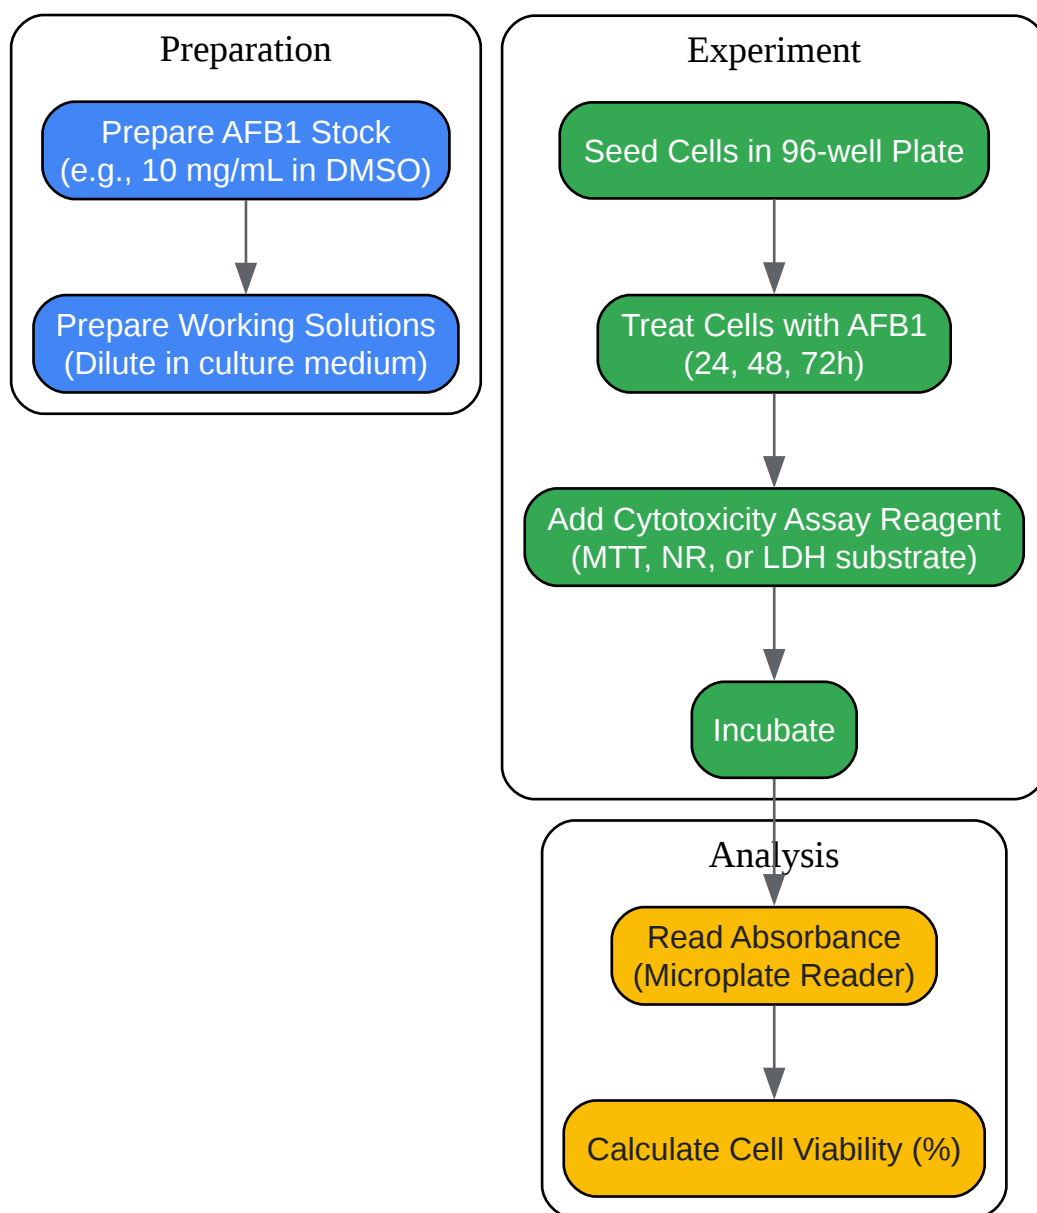 Preparation
Prepare AFB1 Stock
(e.g., 10 mg/mL in DMSO)
Prepare Working Solutions
(Dilute in culture medium)
Experiment
Seed Cells in 96-well Plate
Treat Cells with AFB1
(24, 48, 72h)
Add Cytotoxicity Assay Reagent
(MTT, NR, or LDH substrate)
Incubate
Analysis
Read Absorbance
(Microplate Reader)
Calculate Cell Viability (%)